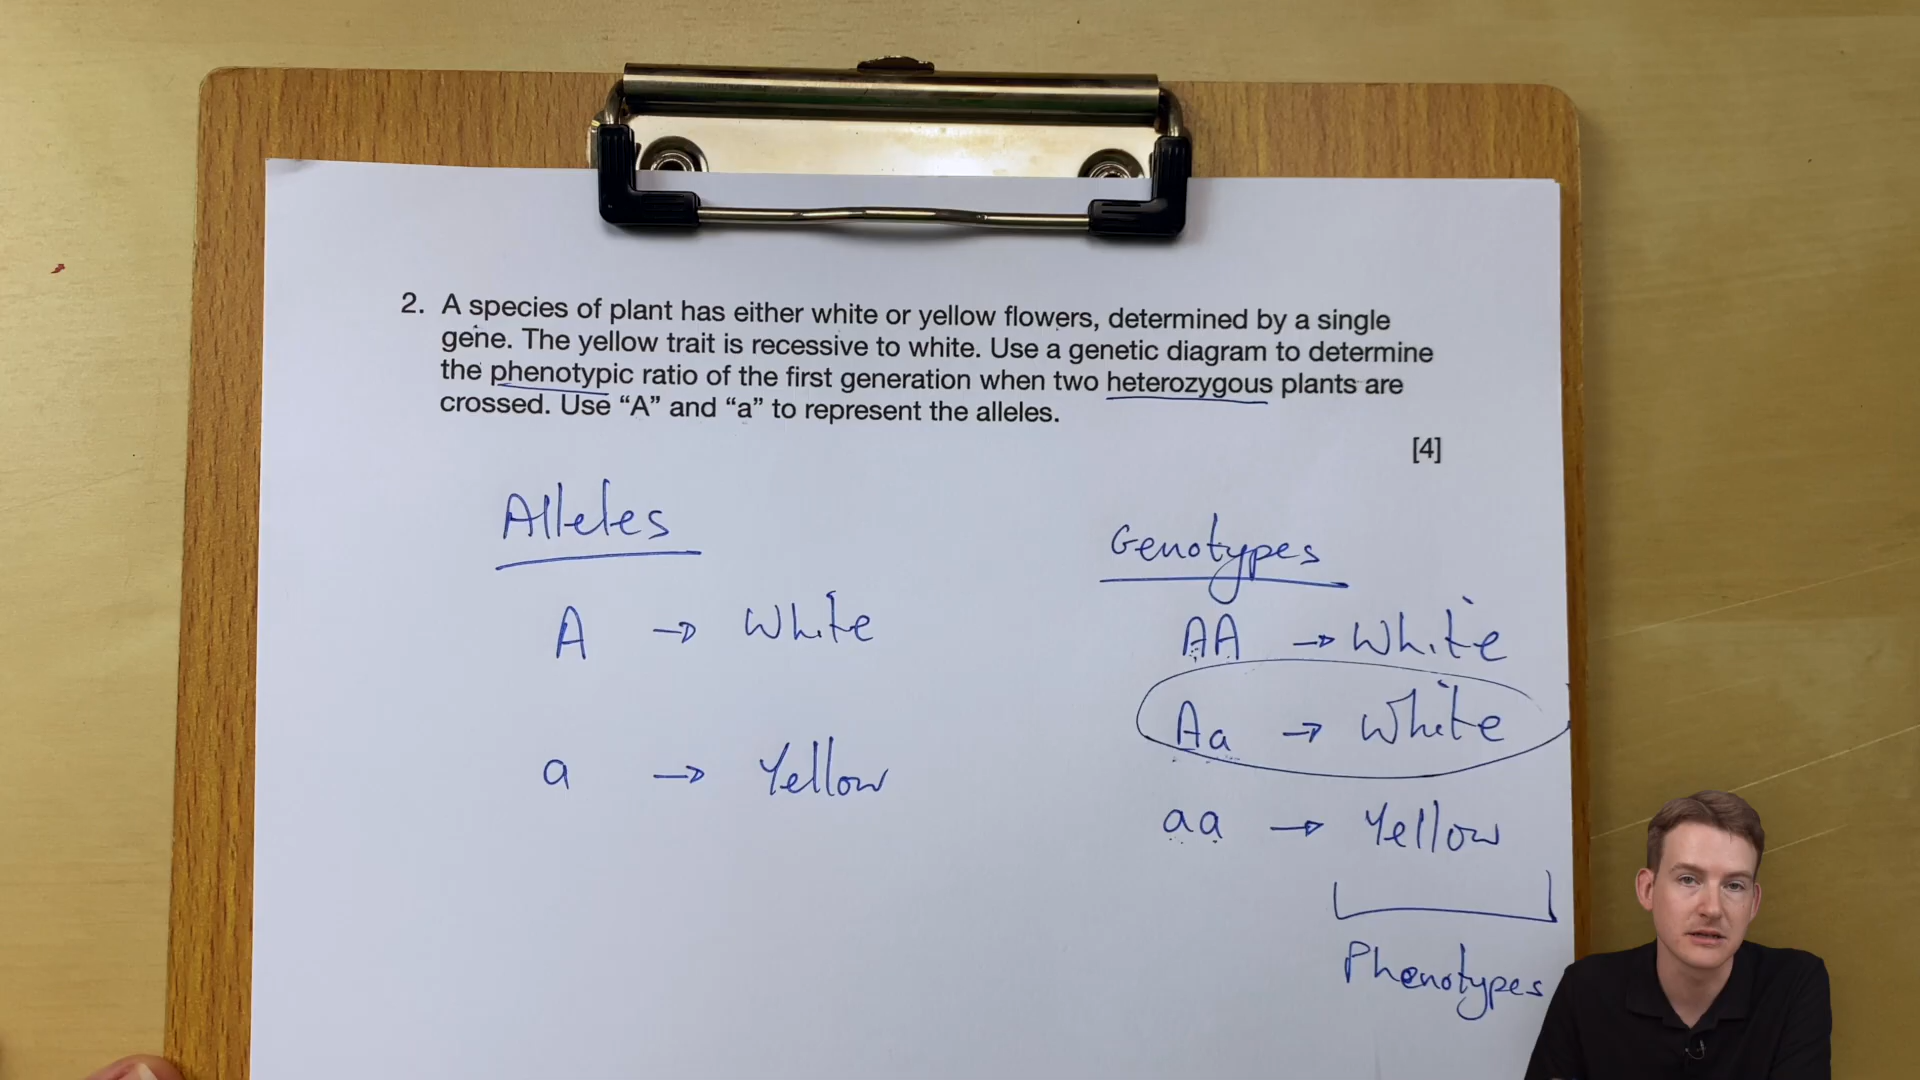 2. A species of plant has either white or yellow flowers, determined by a single
gene. The yellow trait is recessive to white. Use a genetic diagram to determine
the phenotypic ratio of the first generation when two heterozygous plants are
crossed. Use “A” and “a” to represent the alleles.
[4]
Alleles
A → White
a → Yellow
Genotypes
AA → White
Aa → White
aa → Yellow
Phenotypes